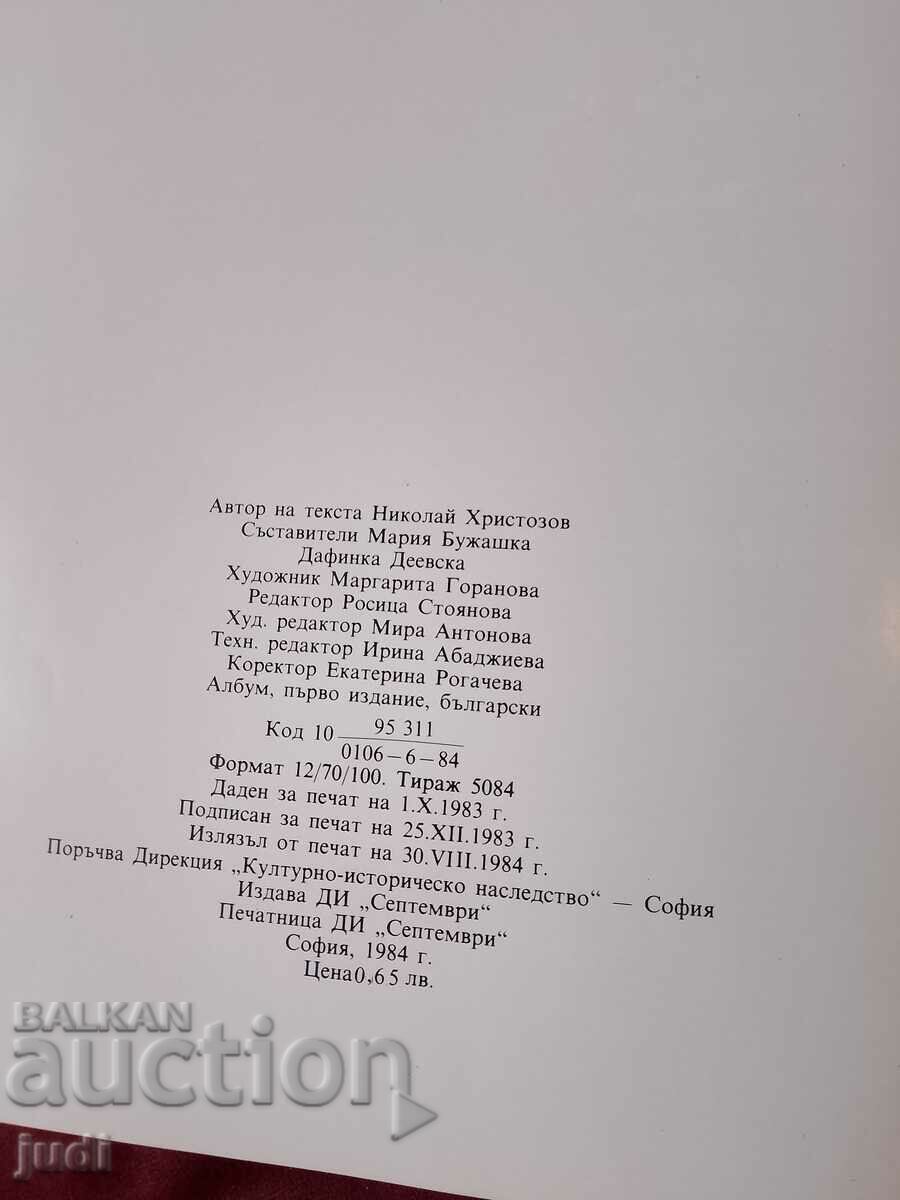 Автор на текста Николай Христозов
Съставители Мария Бужашка
Дафинка Деевска
Художник Маргарита Горанова
Редактор Росица Стоянова
Худ. редактор Мира Антонова
Техн. редактор Ирина Абаджиева
Коректор Екатерина Рогачева
Албум, първо издание, български
Код 10 95 311
0106—6—84
Формат 12/70/100. Тираж 5084
Даден за печат на 1.X.1983 г.
Подписан за печат на 25.XII.1983 г.
Излязъл от печат на 30.VIII.1984 г.
Поръчва Дирекция „Културно-историческо наследство“ — София
Издава ДИ „Септември“
Печатница ДИ „Септември“
София, 1984 г.
Цена0,65 лв.
BALKAN
auction
judi